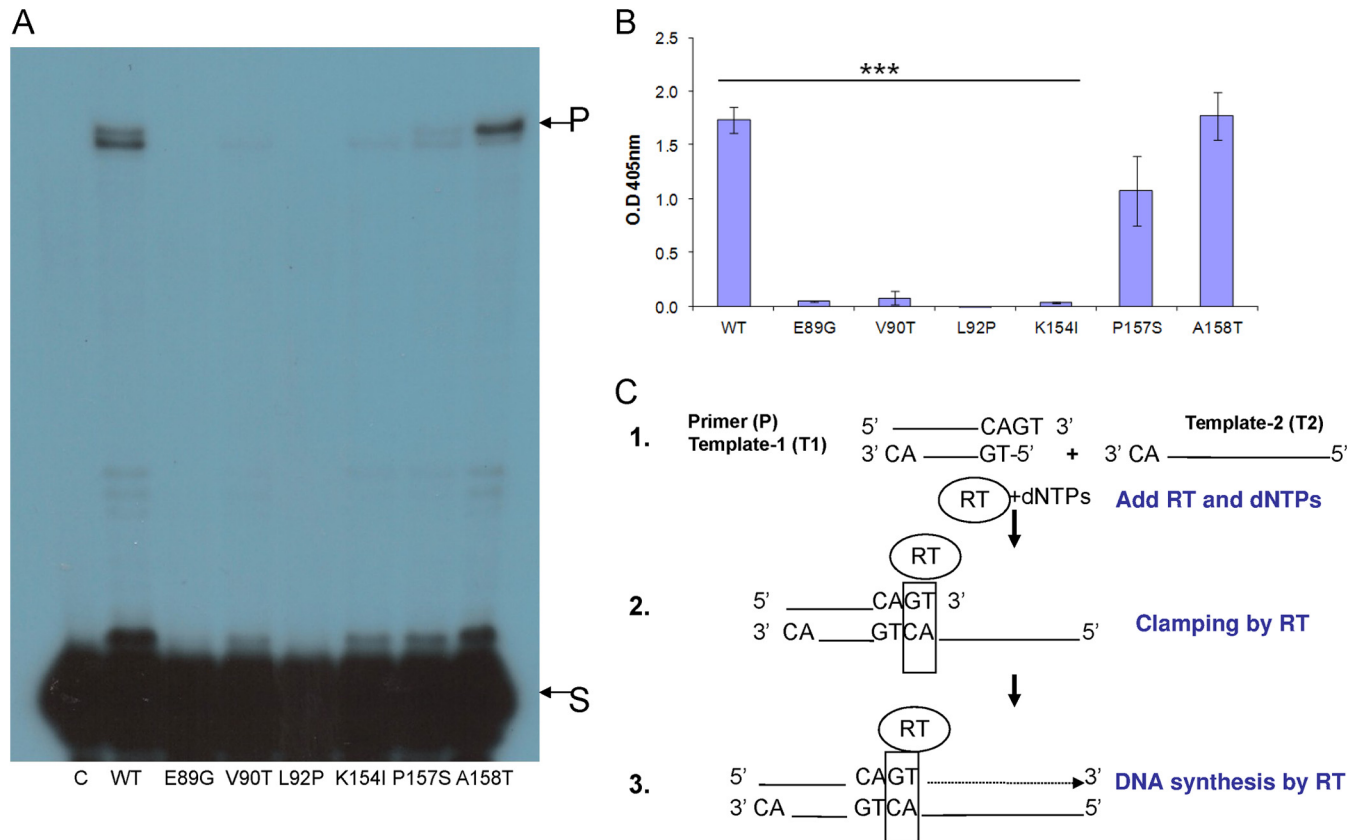 A
P
S
C WT E89G V90T L92P K154I P157S A158T
B
2.5
2.0
1.5
1.0
0.5
0.0
O.D 405nm
***
WT E89G V90T L92P K154I P157S A158T
C
1.
Primer (P)
Template-1 (T1)
5' CAGT 3'
3' CA GT-5' + 3' CA 5'
Template-2 (T2)
RT +dNTPs
Add RT and dNTPs
RT
2.
5' CAGT 3'
3' CA GTCA 5'
Clamping by RT
RT
3.
5' CAGT 3'
3' CA GTCA 5'
DNA synthesis by RT